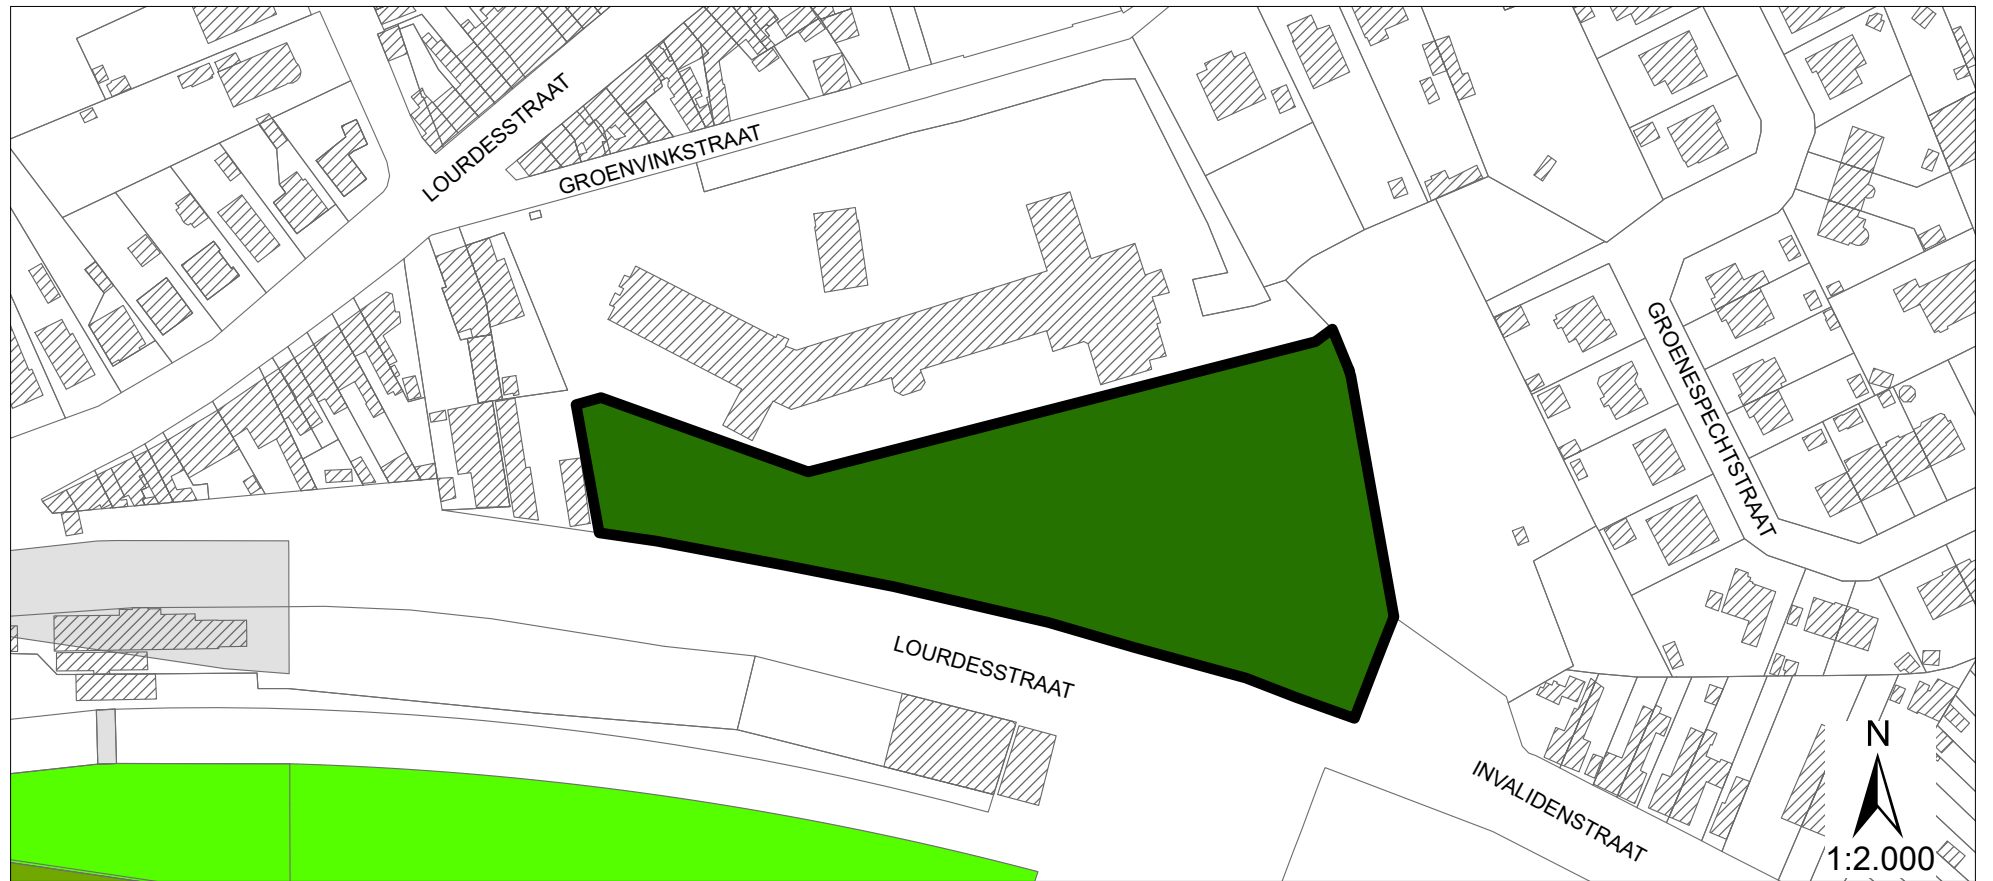 LOURDESSTRAAT
GROENVINKSTRAAT
GROENESPECHTSTRAAT
LOURDESSTRAAT
INVALIDENSTRAAT
N
1:2.000